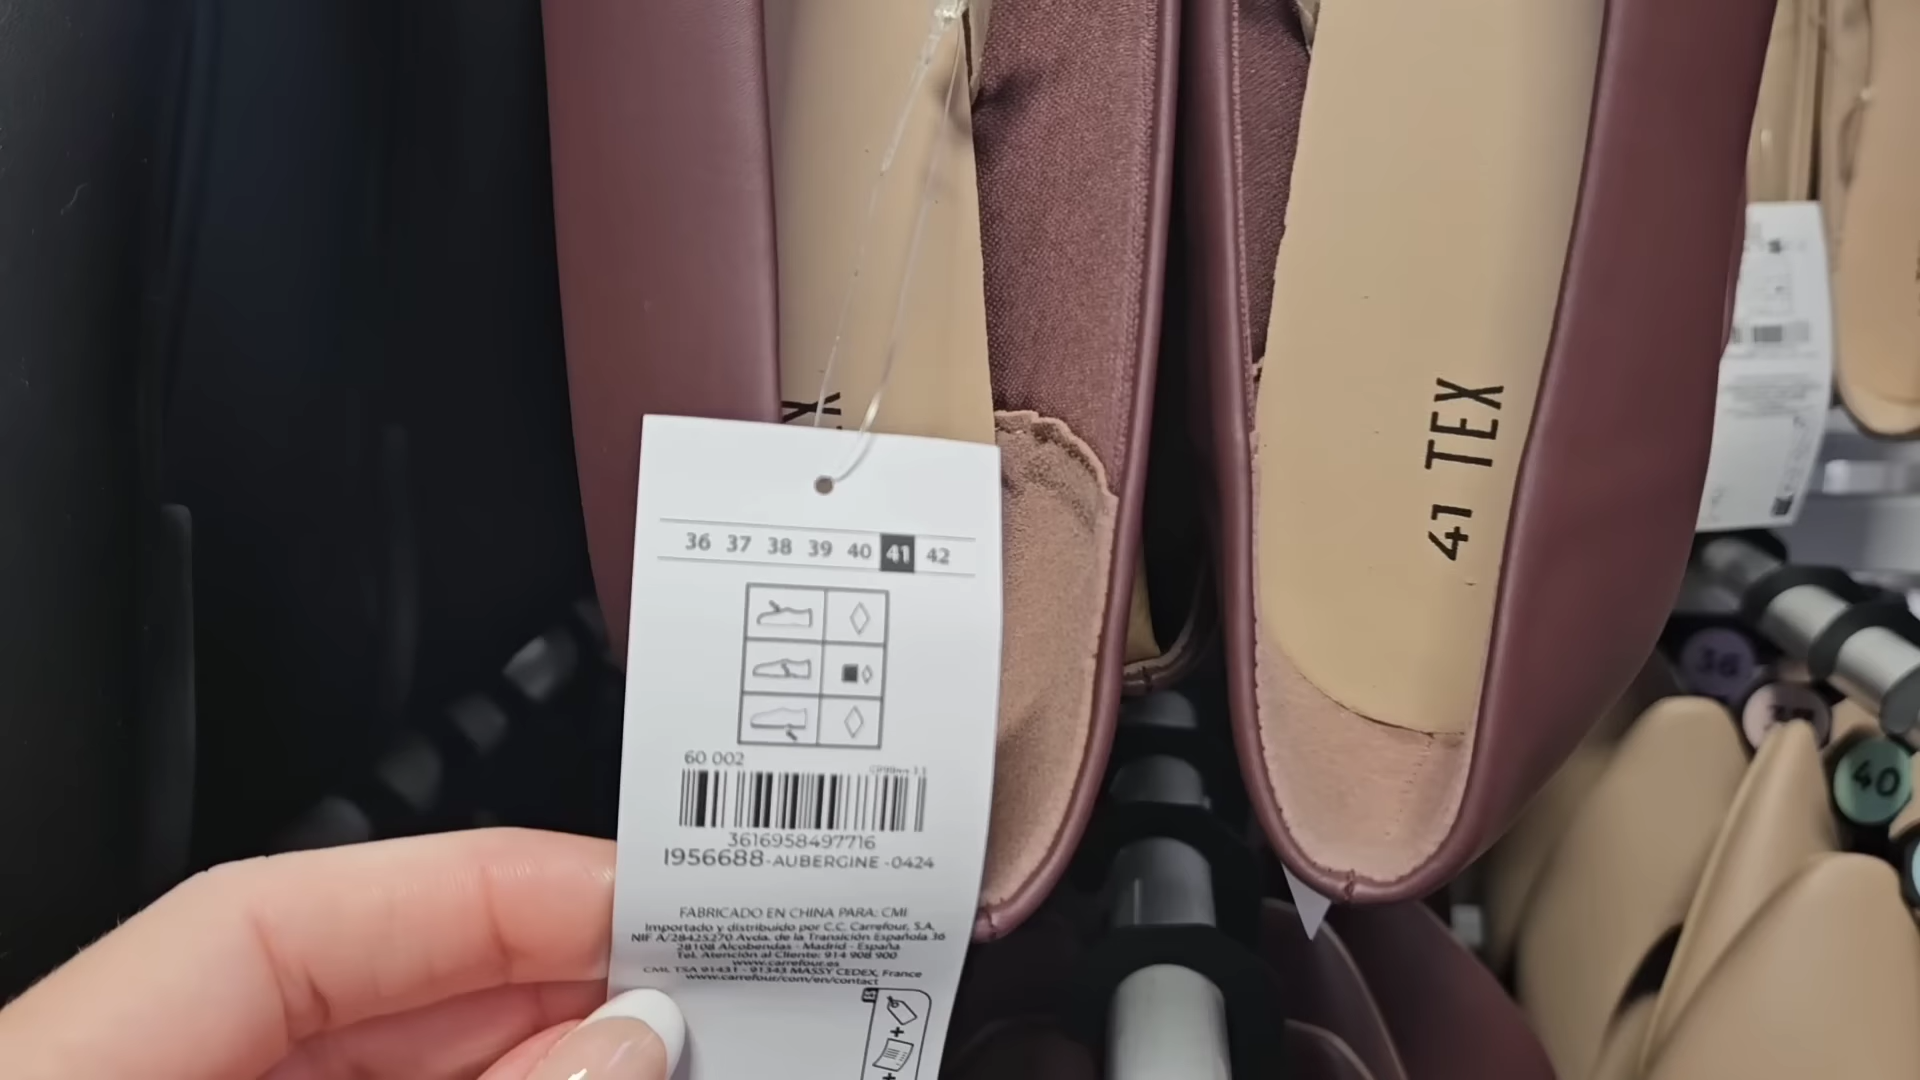 41 TEX
36 37 38 39 40 41 42
60 002
3616958497716
1956688-AUBERGINE -0424
FABRICADO EN CHINA PARA: CMI
Importado y distribuido por C.C. Carrefour, S.A.
NIF A/28425270 Avda. de la Transición Española 36
28108 Alcobendas - Madrid - España
Tel. Atención al Cliente: 914 908 900
www.carrefour.es
CMI, TSA 91431 - 91343 MASSY CEDEX, France
www.carrefour/com/en/contact
36
40